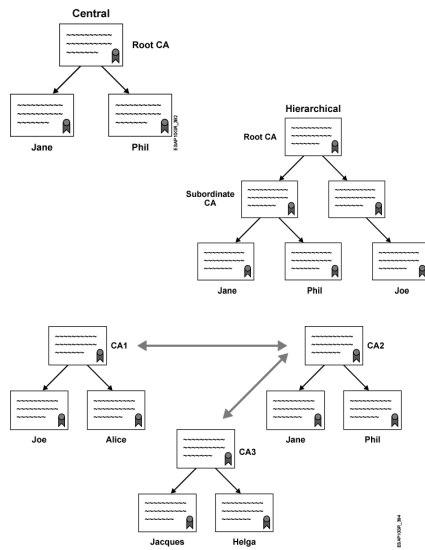 Central
Root CA
Jane
Phil
ESAP10GR_383
Hierarchical
Root CA
Subordinate
CA
Jane
Phil
Joe
CA1
CA2
Joe
Alice
Jane
Phil
CA3
Jacques
Helga